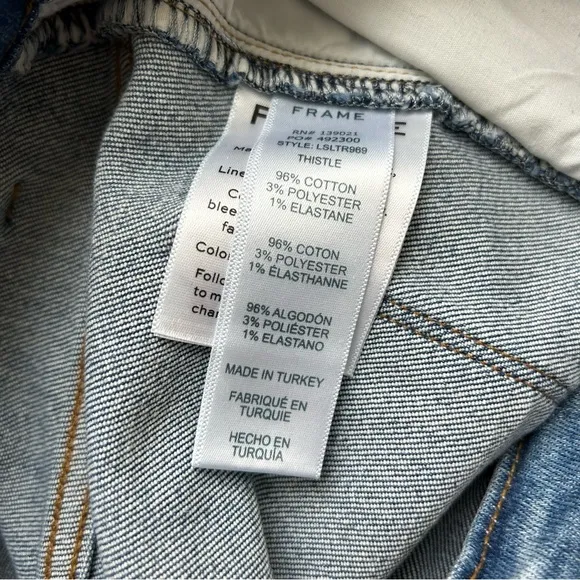 FRAME
RN# 139021
PO# 492300
STYLE: LSLTR969
THISTLE
96% COTTON
3% POLYESTER
1% ELASTANE
96% COTON
3% POLYESTER
1% ÉLASTHANNE
96% ALGODÓN
3% POLIÉSTER
1% ELASTANO
MADE IN TURKEY
FABRIQUÉ EN
TURQUIE
HECHO EN
TURQUÍA